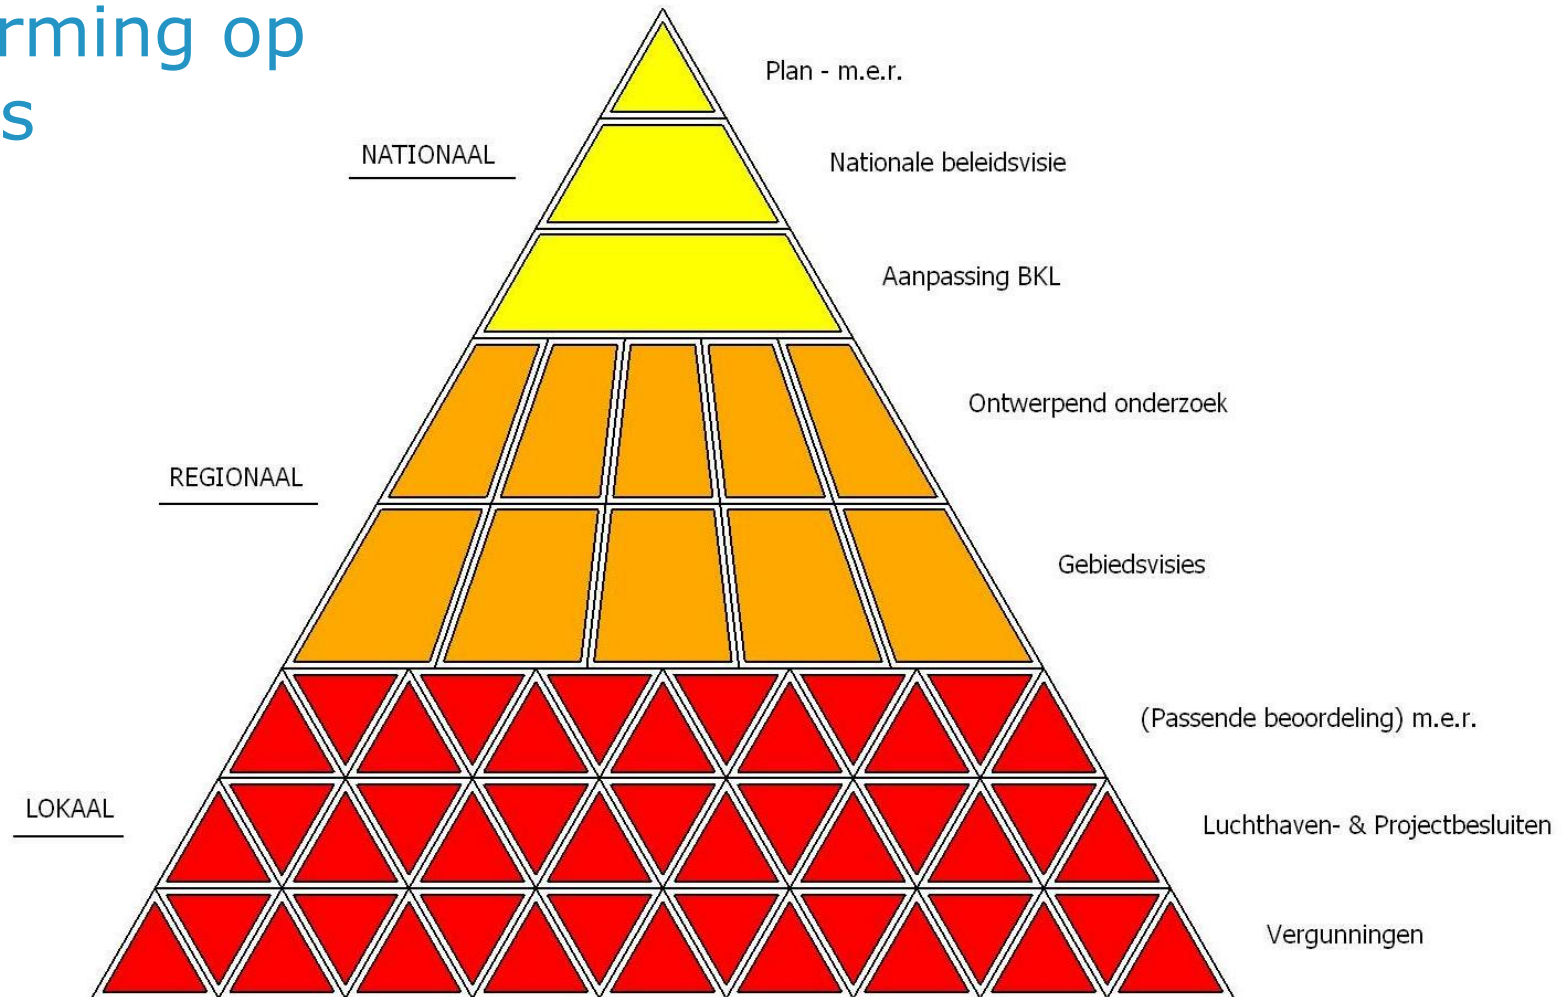 rming op
s
Plan - m.e.r.
NATIONAAL
Nationale beleidsvisie
Aanpassing BKL
Ontwerpend onderzoek
REGIONAAL
Gebiedsvisies
(Passende beoordeling) m.e.r.
LOKAAL
Luchthaven- & Projectbesluiten
Vergunningen